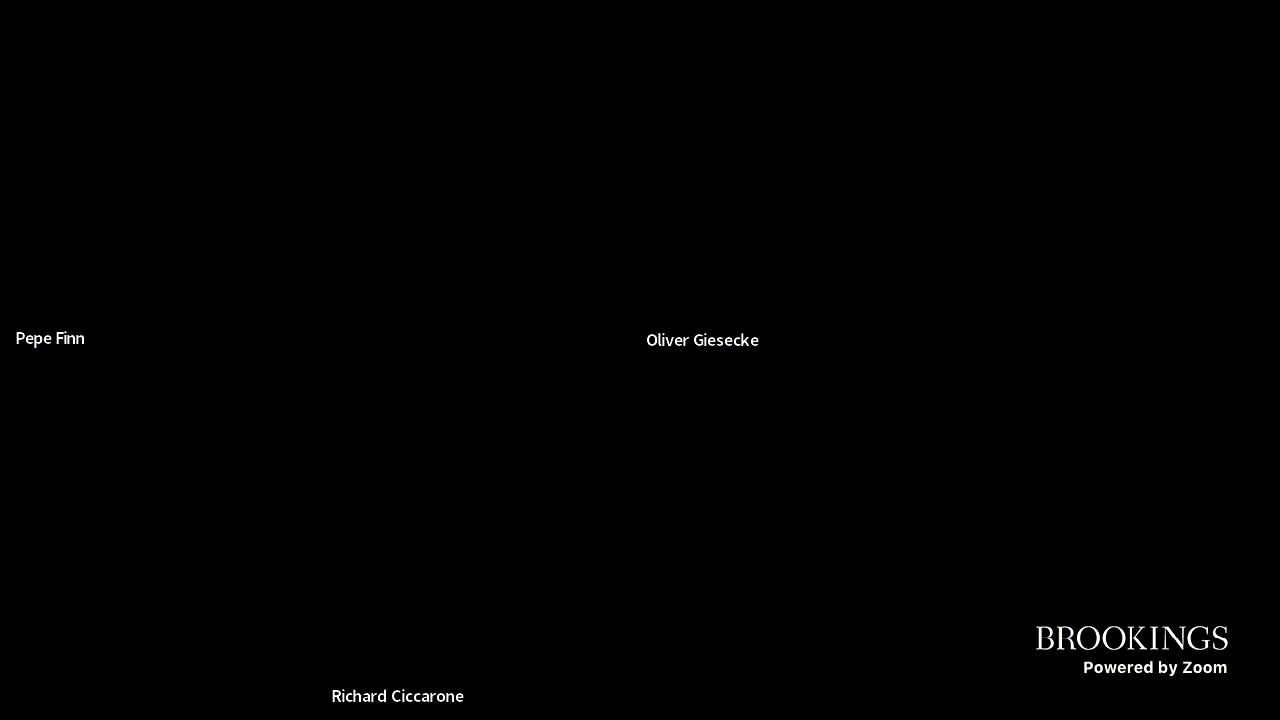 Pepe Finn
Oliver Giesecke
BROOKINGS
Powered by Zoom
Richard Ciccarone